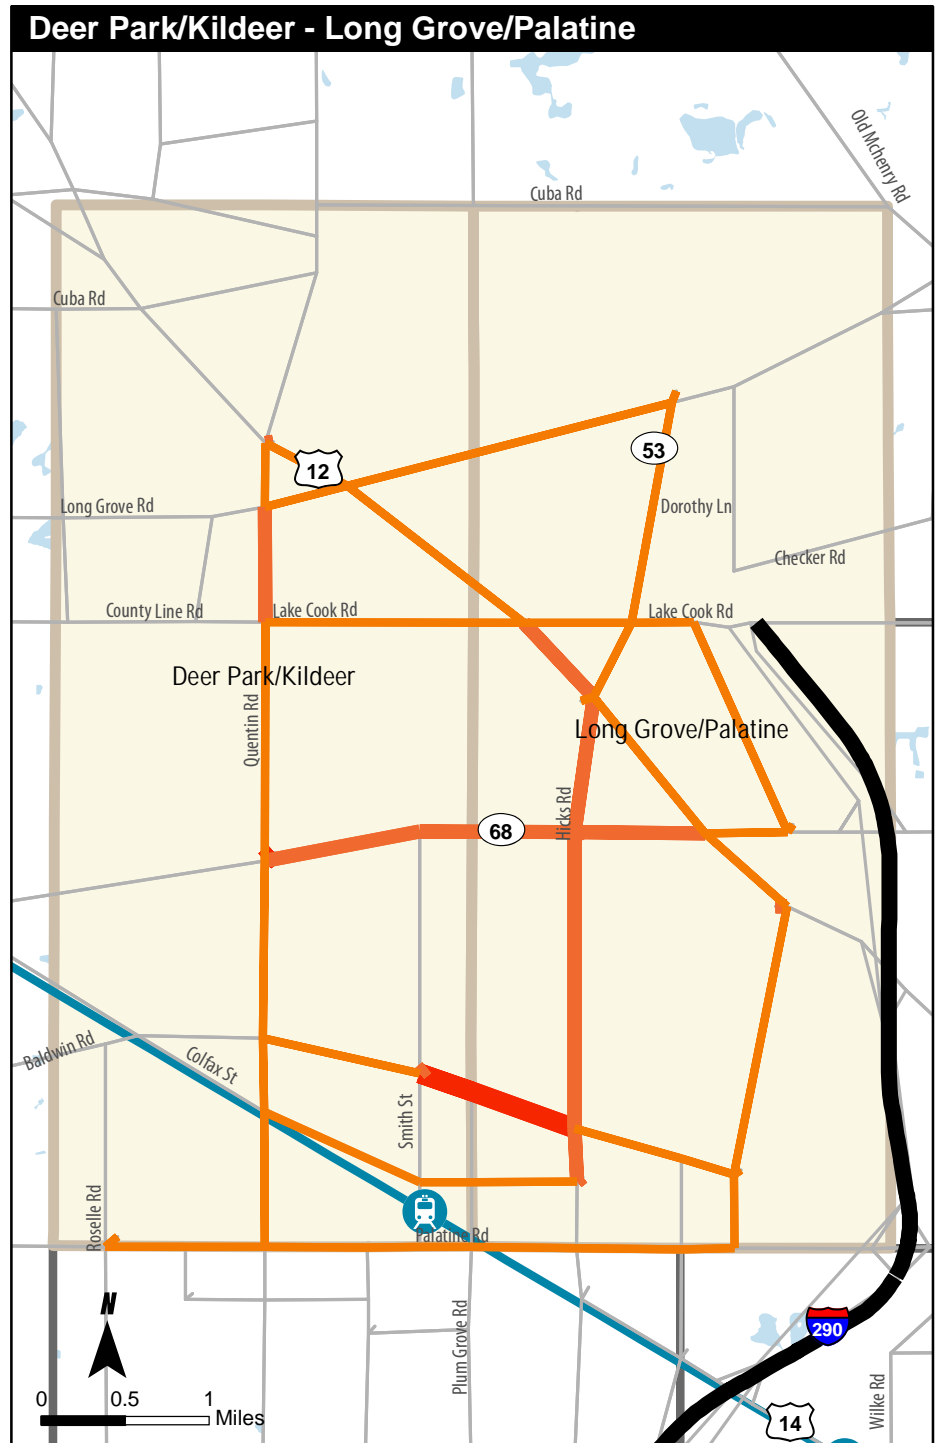 Deer Park/Kildeer - Long Grove/Palatine
Old Mchenry Rd
Cuba Rd
Cuba Rd
53
12
Long Grove Rd
Dorothy Ln
Checker Rd
County Line Rd
Lake Cook Rd
Lake Cook Rd
Deer Park/Kildeer
Quentin Rd
Long Grove/Palatine
Hicks Rd
68
Baldwin Rd
Colfax St
Smith St
Roselle Rd
Palatine Rd
N
Plum Grove Rd
290
Wilke Rd
0 0.5 1
Miles
14